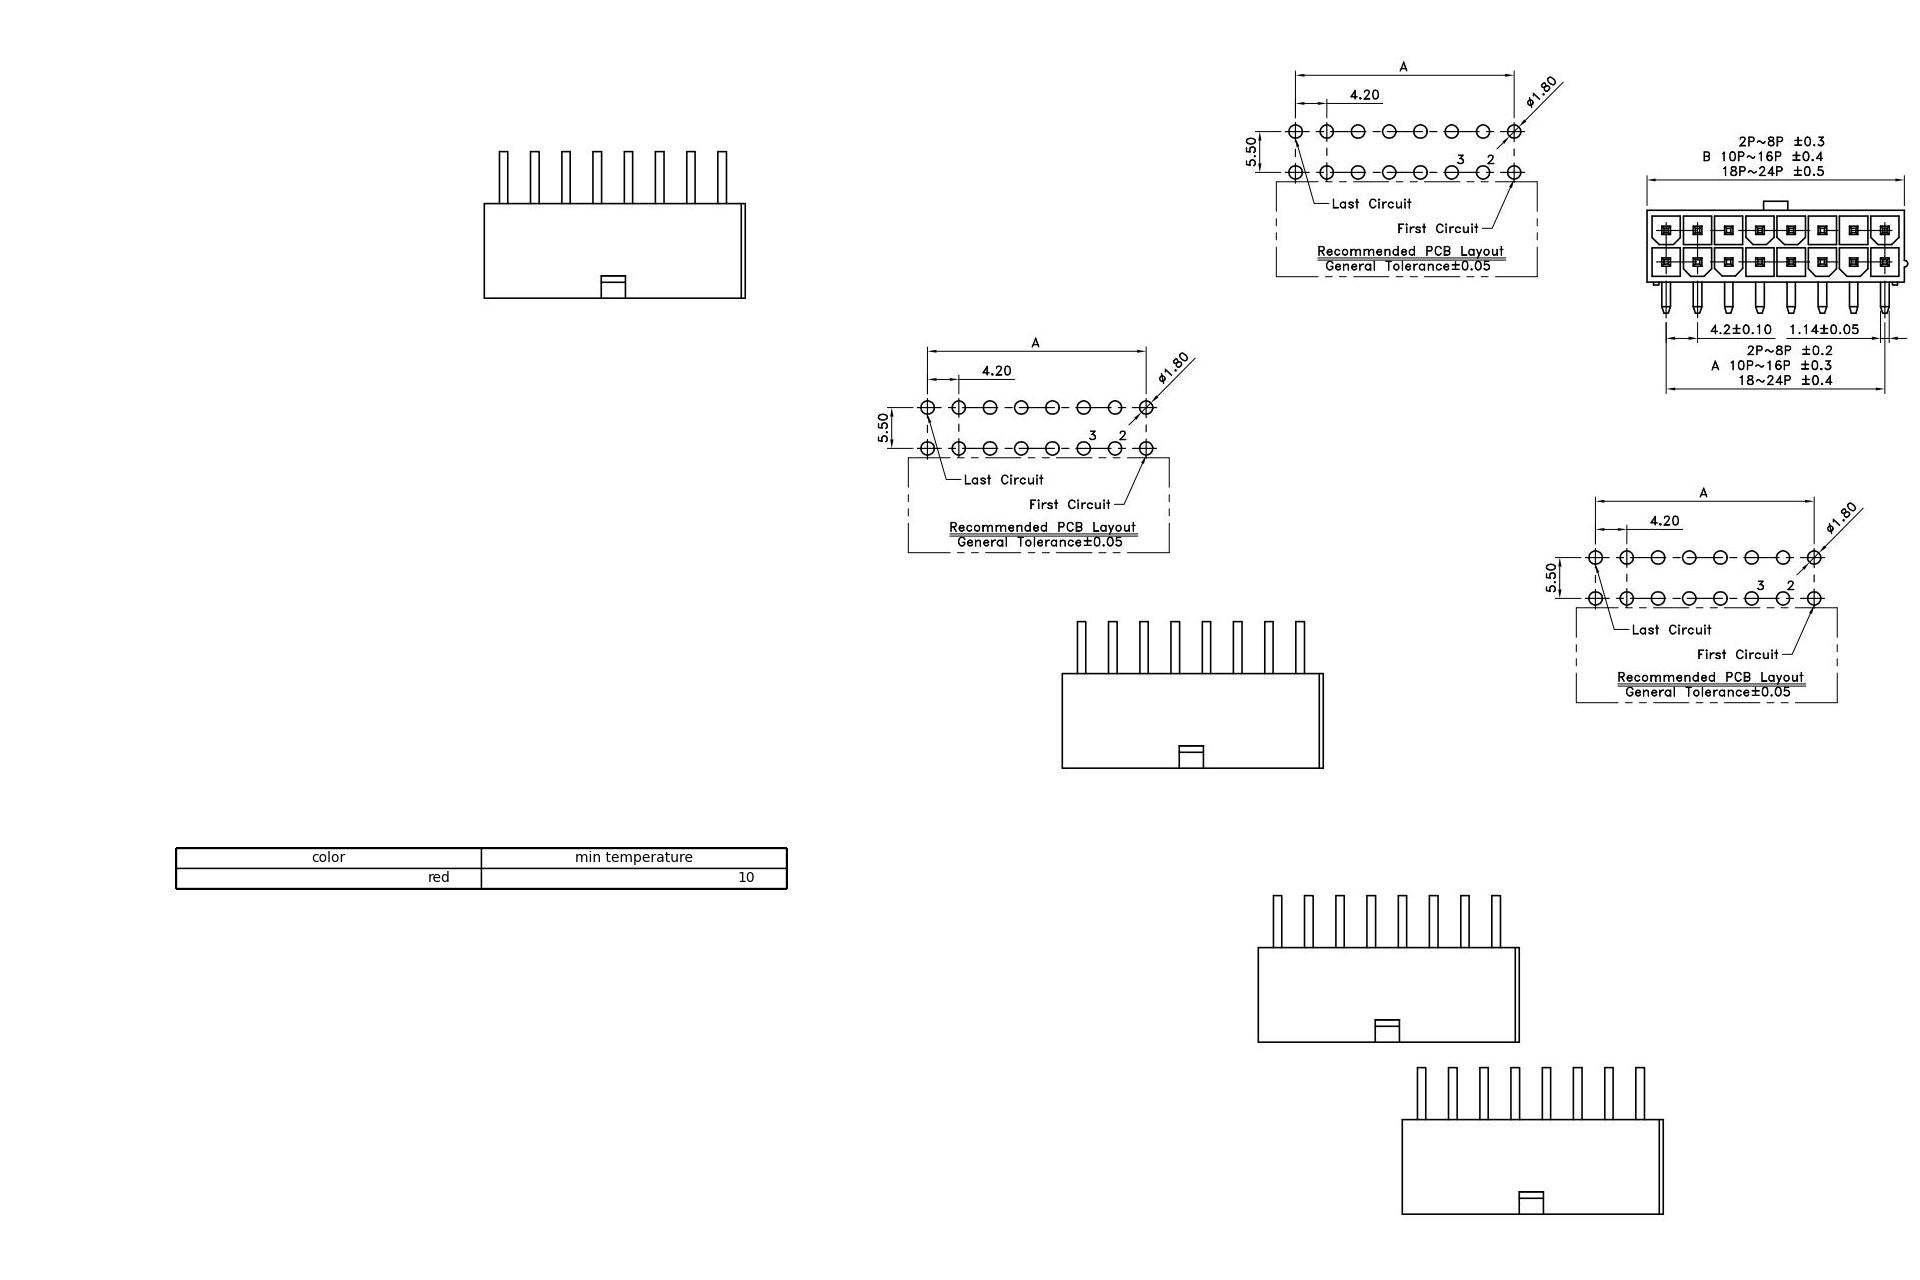 A
4.20
ø1.80
5.50
3 2
Last Circuit
First Circuit
Recommended PCB Layout
General Tolerance±0.05
2P~8P ±0.3
B 10P~16P ±0.4
18P~24P ±0.5
4.2±0.10 1.14±0.05
2P~8P ±0.2
A 10P~16P ±0.3
18~24P ±0.4
A
4.20
ø1.80
5.50
3 2
Last Circuit
First Circuit
Recommended PCB Layout
General Tolerance±0.05
A
4.20
ø1.80
5.50
3 2
Last Circuit
First Circuit
Recommended PCB Layout
General Tolerance±0.05
color min temperature
red 10